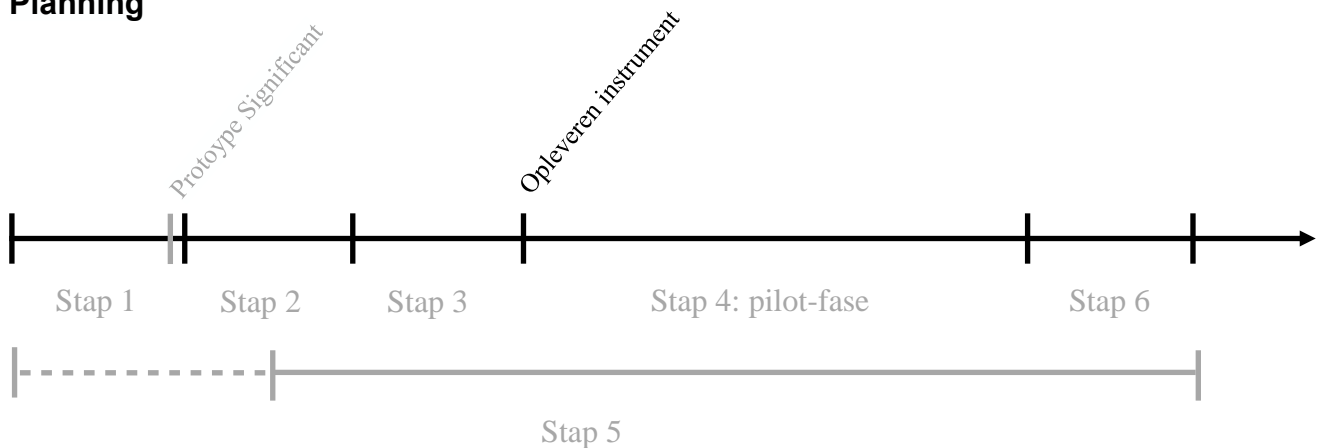 Planning
Protoype Significant
Opleveren instrument
Stap 1
Stap 2
Stap 3
Stap 4: pilot-fase
Stap 6
Stap 5